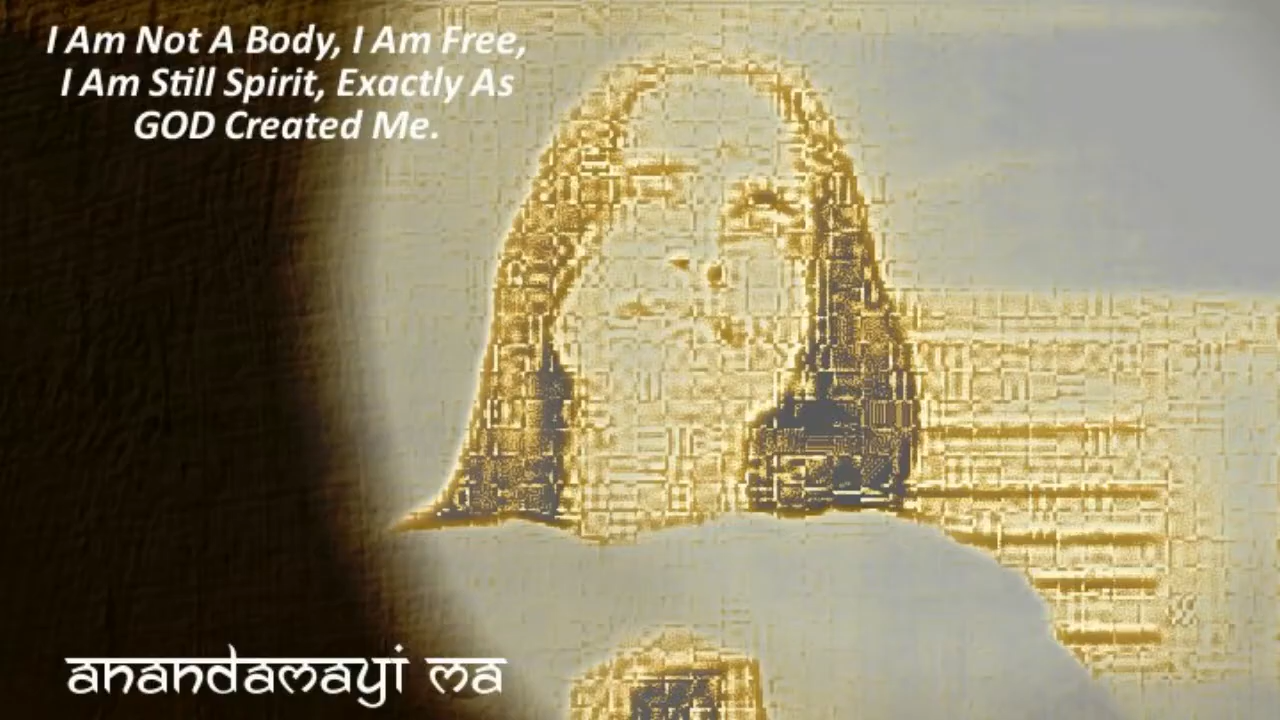 I Am Not A Body, I Am Free,
I Am Still Spirit, Exactly As
GOD Created Me.
anandamayi ma